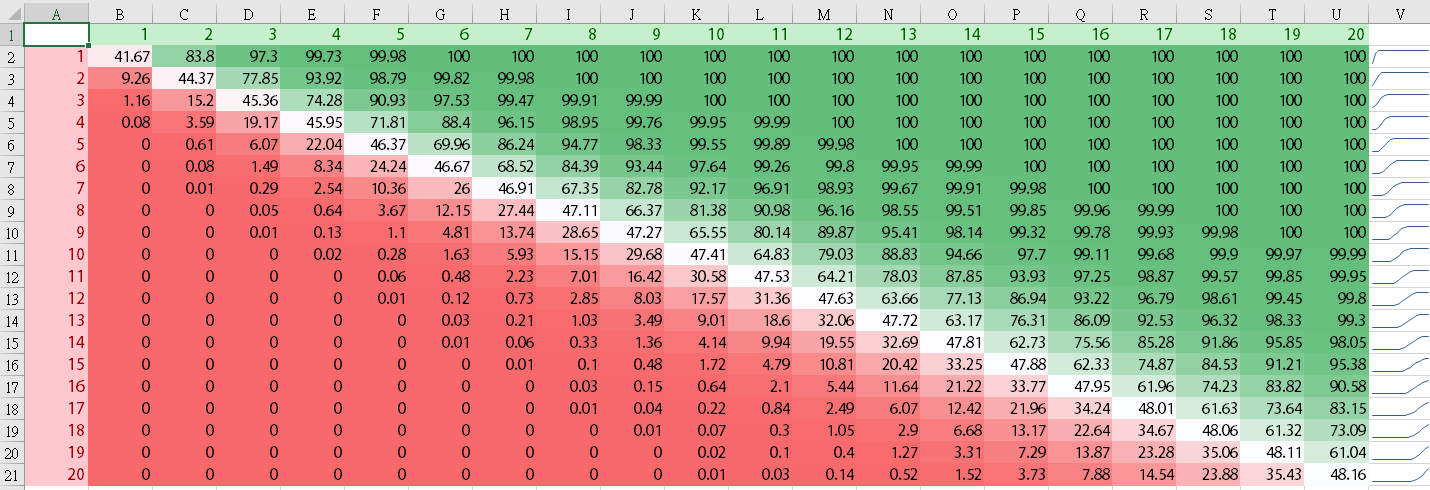 A B C D E F G H I J K L M N O P Q R S T U V
1 1 2 3 4 5 6 7 8 9 10 11 12 13 14 15 16 17 18 19 20
2 1 41.67 83.8 97.3 99.73 99.98 100 100 100 100 100 100 100 100 100 100 100 100 100 100 100
3 2 9.26 44.37 77.85 93.92 98.79 99.82 99.98 100 100 100 100 100 100 100 100 100 100 100 100 100
4 3 1.16 15.2 45.36 74.28 90.93 97.53 99.47 99.91 99.99 100 100 100 100 100 100 100 100 100 100 100
5 4 0.08 3.59 19.17 45.95 71.81 88.4 96.15 98.95 99.76 99.95 99.99 100 100 100 100 100 100 100 100 100
6 5 0 0.61 6.07 22.04 46.37 69.96 86.24 94.77 98.33 99.55 99.89 99.98 100 100 100 100 100 100 100 100
7 6 0 0.08 1.49 8.34 24.24 46.67 68.52 84.39 93.44 97.64 99.26 99.8 99.95 99.99 100 100 100 100 100 100
8 7 0 0.01 0.29 2.54 10.36 26 46.91 67.35 82.78 92.17 96.91 98.93 99.67 99.91 99.98 100 100 100 100 100
9 8 0 0 0.05 0.64 3.67 12.15 27.44 47.11 66.37 81.38 90.98 96.16 98.55 99.51 99.85 99.96 99.99 100 100 100
10 9 0 0 0.01 0.13 1.1 4.81 13.74 28.65 47.27 65.55 80.14 89.87 95.41 98.14 99.32 99.78 99.93 99.98 100 100
11 10 0 0 0 0.02 0.28 1.63 5.93 15.15 29.68 47.41 64.83 79.03 88.83 94.66 97.7 99.11 99.68 99.9 99.97 99.99
12 11 0 0 0 0 0.06 0.48 2.23 7.01 16.42 30.58 47.53 64.21 78.03 87.85 93.93 97.25 98.87 99.57 99.85 99.95
13 12 0 0 0 0 0.01 0.12 0.73 2.85 8.03 17.57 31.36 47.63 63.66 77.13 86.94 93.22 96.79 98.61 99.45 99.8
14 13 0 0 0 0 0 0.03 0.21 1.03 3.49 9.01 18.6 32.06 47.72 63.17 76.31 86.09 92.53 96.32 98.33 99.3
15 14 0 0 0 0 0 0.01 0.06 0.33 1.36 4.14 9.94 19.55 32.69 47.81 62.73 75.56 85.28 91.86 95.85 98.05
16 15 0 0 0 0 0 0 0.01 0.1 0.48 1.72 4.79 10.81 20.42 33.25 47.88 62.33 74.87 84.53 91.21 95.38
17 16 0 0 0 0 0 0 0 0.03 0.15 0.64 2.1 5.44 11.64 21.22 33.77 47.95 61.96 74.23 83.82 90.58
18 17 0 0 0 0 0 0 0 0.01 0.04 0.22 0.84 2.49 6.07 12.42 21.96 34.24 48.01 61.63 73.64 83.15
19 18 0 0 0 0 0 0 0 0 0.01 0.07 0.3 1.05 2.9 6.68 13.17 22.64 34.67 48.06 61.32 73.09
20 19 0 0 0 0 0 0 0 0 0 0.02 0.1 0.4 1.27 3.31 7.29 13.87 23.28 35.06 48.11 61.04
21 20 0 0 0 0 0 0 0 0 0 0.01 0.03 0.14 0.52 1.52 3.73 7.88 14.54 23.88 35.43 48.16